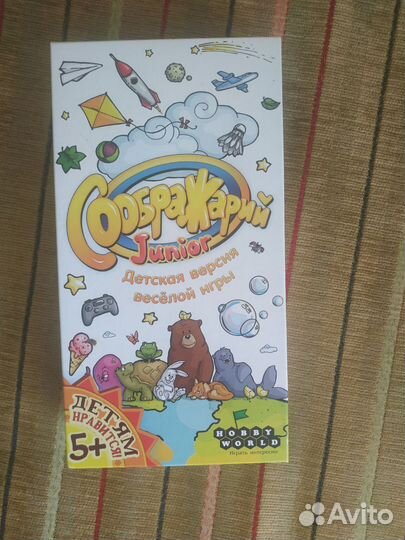 Соображарий
Junior
Детская версия
весёлой игры
ДЕТЯМ
НРАВИТСЯ!
5+
HOBBY
WORLD
Играть интересно
Avito